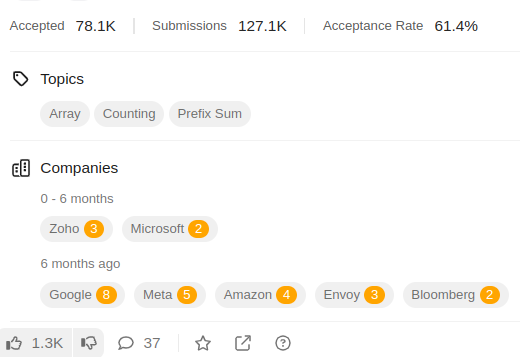 Accepted 78.1K Submissions 127.1K Acceptance Rate 61.4%
Topics
Array Counting Prefix Sum
Companies
0 - 6 months
Zoho 3 Microsoft 2
6 months ago
Google 8 Meta 5 Amazon 4 Envoy 3 Bloomberg 2
1.3K 37